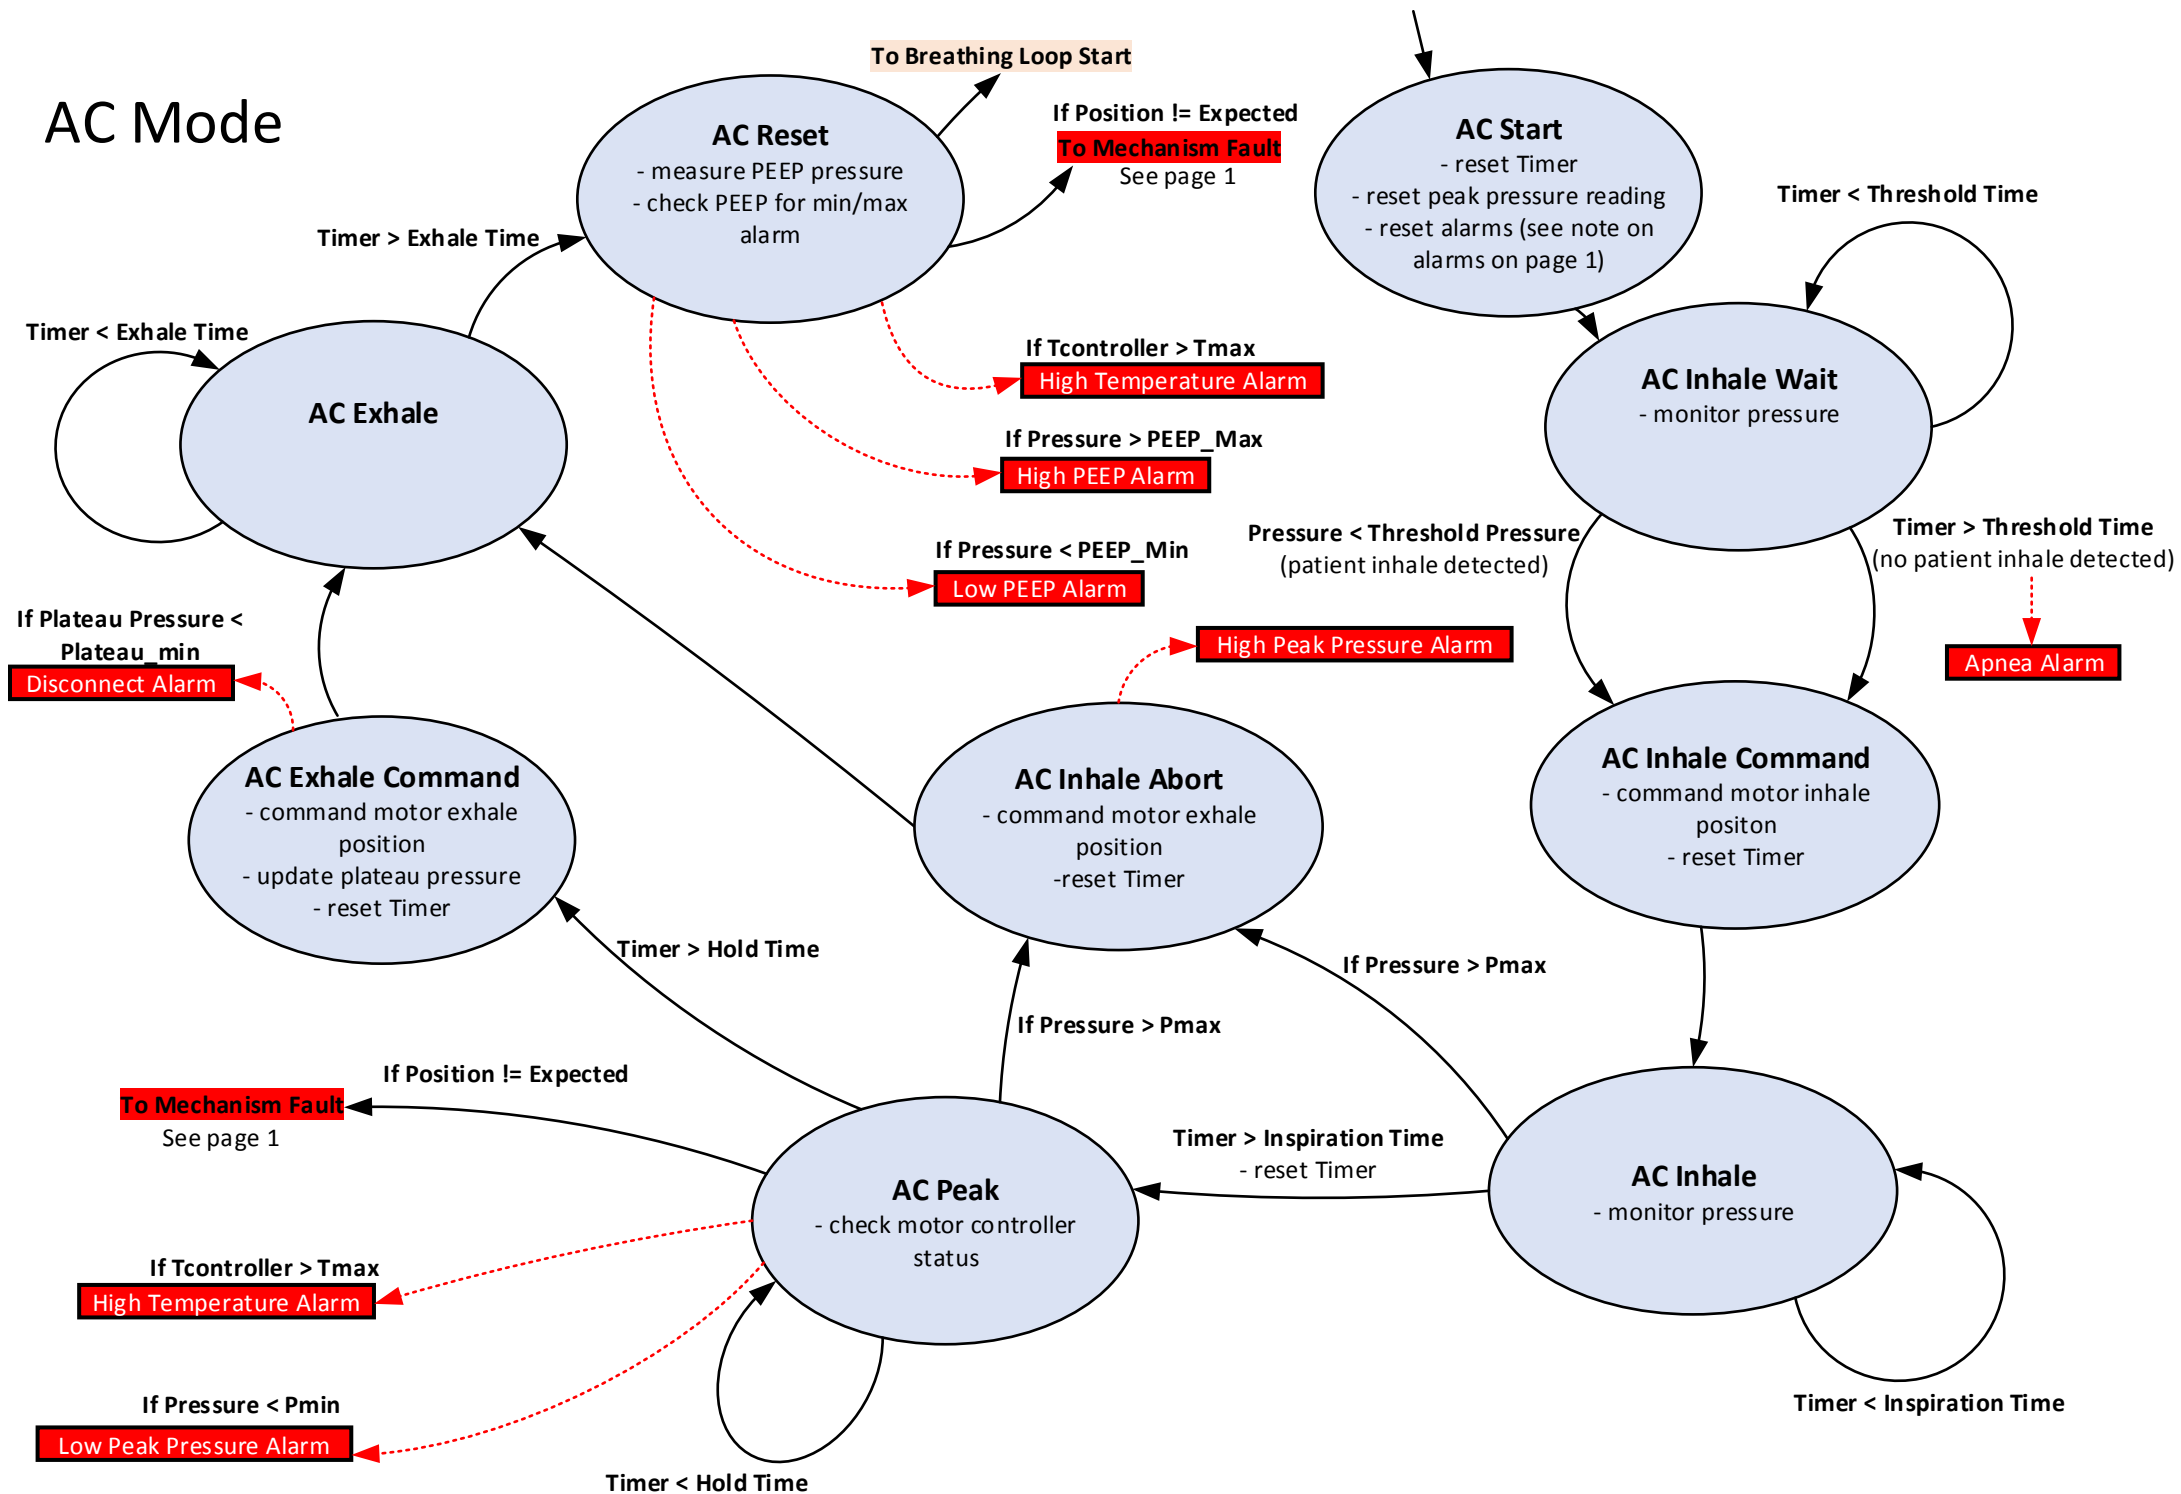 AC Mode
To Breathing Loop Start
If Position != Expected
To Mechanism Fault
See page 1
AC Reset
- measure PEEP pressure
- check PEEP for min/max
alarm
AC Start
- reset Timer
- reset peak pressure reading
- reset alarms (see note on
alarms on page 1)
Timer < Threshold Time
Timer > Exhale Time
Timer < Exhale Time
AC Exhale
If Tcontroller > Tmax
High Temperature Alarm
If Pressure > PEEP_Max
High PEEP Alarm
If Pressure < PEEP_Min
Low PEEP Alarm
AC Inhale Wait
- monitor pressure
Pressure < Threshold Pressure
(patient inhale detected)
Timer > Threshold Time
(no patient inhale detected)
Apnea Alarm
If Plateau Pressure <
Plateau_min
Disconnect Alarm
High Peak Pressure Alarm
AC Exhale Command
- command motor exhale
position
- update plateau pressure
- reset Timer
AC Inhale Abort
- command motor exhale
position
-reset Timer
AC Inhale Command
- command motor inhale
positon
- reset Timer
Timer > Hold Time
If Pressure > Pmax
If Pressure > Pmax
If Position != Expected
To Mechanism Fault
See page 1
Timer > Inspiration Time
- reset Timer
AC Peak
- check motor controller
status
AC Inhale
- monitor pressure
If Tcontroller > Tmax
High Temperature Alarm
If Pressure < Pmin
Low Peak Pressure Alarm
Timer < Hold Time
Timer < Inspiration Time